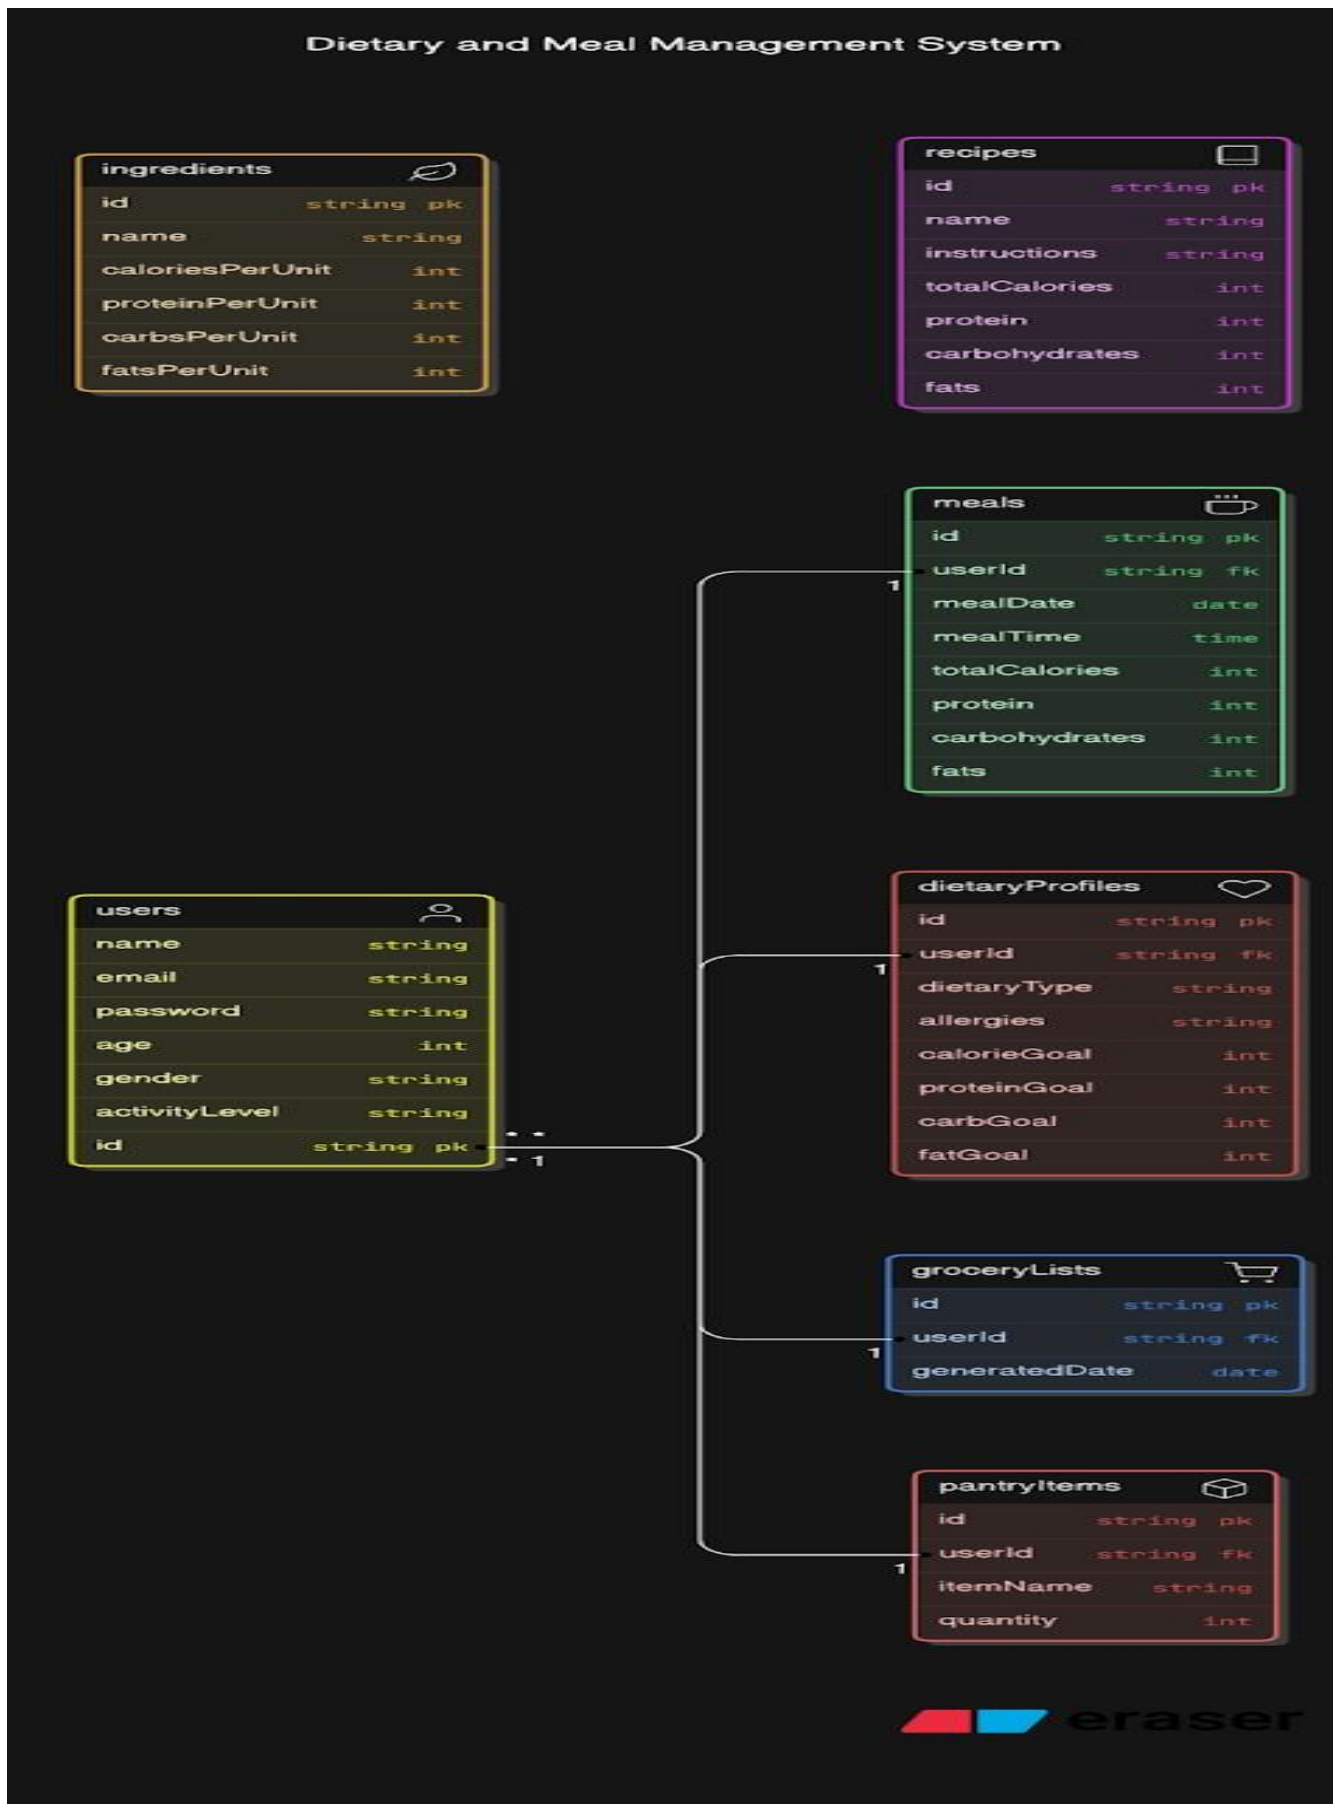 Dietary and Meal Management System
ingredients
id string pk
name string
caloriesPerUnit int
proteinPerUnit int
carbsPerUnit int
fatsPerUnit int
recipes
id string pk
name string
instructions string
totalCalories int
protein int
carbohydrates int
fats int
meals
id string pk
userId string fk
mealDate date
mealTime time
totalCalories int
protein int
carbohydrates int
fats int
1
users
name string
email string
password string
age int
gender string
activityLevel string
id string pk
* *
* 1
dietaryProfiles
id string pk
userId string fk
dietaryType string
allergies string
calorieGoal int
proteinGoal int
carbGoal int
fatGoal int
1
groceryLists
id string pk
userId string fk
generatedDate date
1
pantryItems
id string pk
userId string fk
itemName string
quantity int
1
eraser